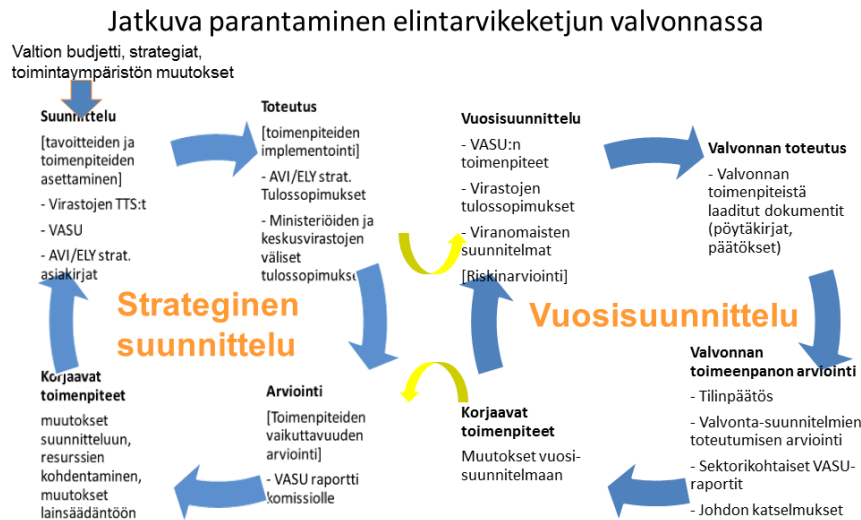 Jatkuva parantaminen elintarvikeketjun valvonnassa
Valtion budjetti, strategiat,
toimintaympäristön muutokset
Suunnittelu
[tavoitteiden ja
toimenpiteiden
asettaminen]
- Virastojen TTS:t
- VASU
- AVI/ELY strat.
asiakirjat
Toteutus
[toimenpiteiden
implementointi]
- AVI/ELY strat.
Tulossopimukset
- Ministeriöiden ja
keskusvirastojen
väliset
tulossopimukset
Strateginen
suunnittelu
Korjaavat
toimenpiteet
muutokset
suunnitteluun,
resurssien
kohdentaminen,
muutokset
lainsäädäntöön
Arviointi
[Toimenpiteiden
vaikuttavuuden
arviointi]
- VASU raportti
komissiolle
Vuosisuunnittelu
- VASU:n
toimenpiteet
- Virastojen
tulossopimukset
- Viranomaisten
suunnitelmat
[Riskinarviointi]
Valvonnan toteutus
- Valvonnan
toimenpiteistä
laaditut dokumentit
(pöytäkirjat,
päätökset)
Vuosisuunnittelu
Korjaavat
toimenpiteet
Muutokset vuosi-
suunnitelmaan
Valvonnan
toimeenpanon arviointi
- Tilinpäätös
- Valvonta-suunnitelmien
toteutumisen arviointi
- Sektorikohtaiset VASU-
raportit
- Johdon katselmukset